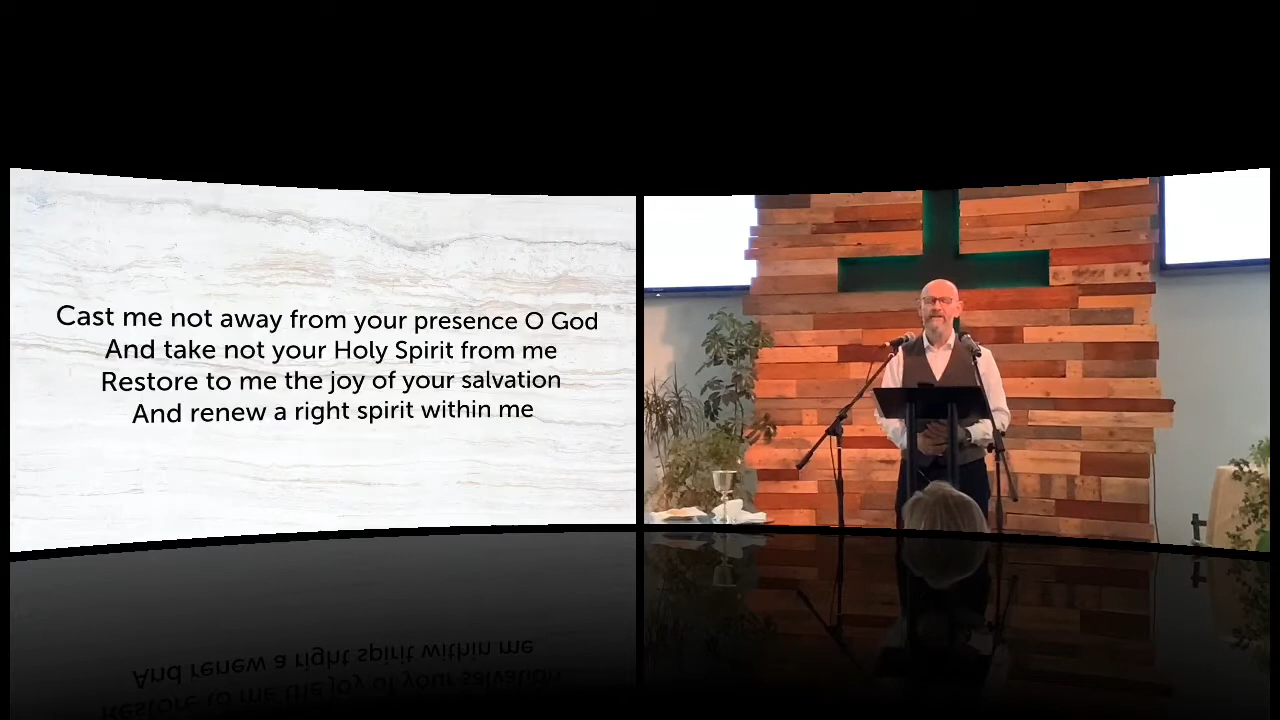 Cast me not away from your presence O God
And take not your Holy Spirit from me
Restore to me the joy of your salvation
And renew a right spirit within me